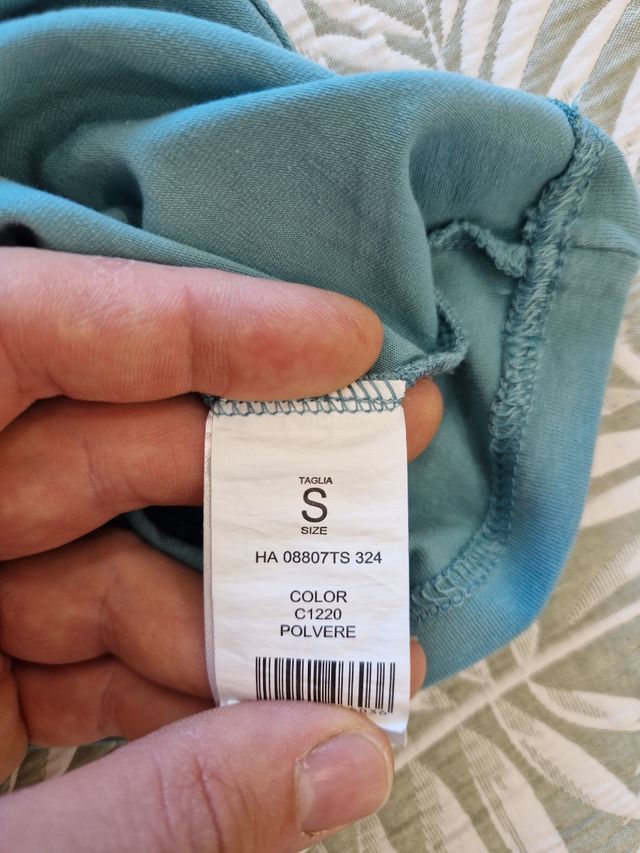 TAGLIA
S
SIZE
HA 08807TS 324
COLOR
C1220
POLVERE